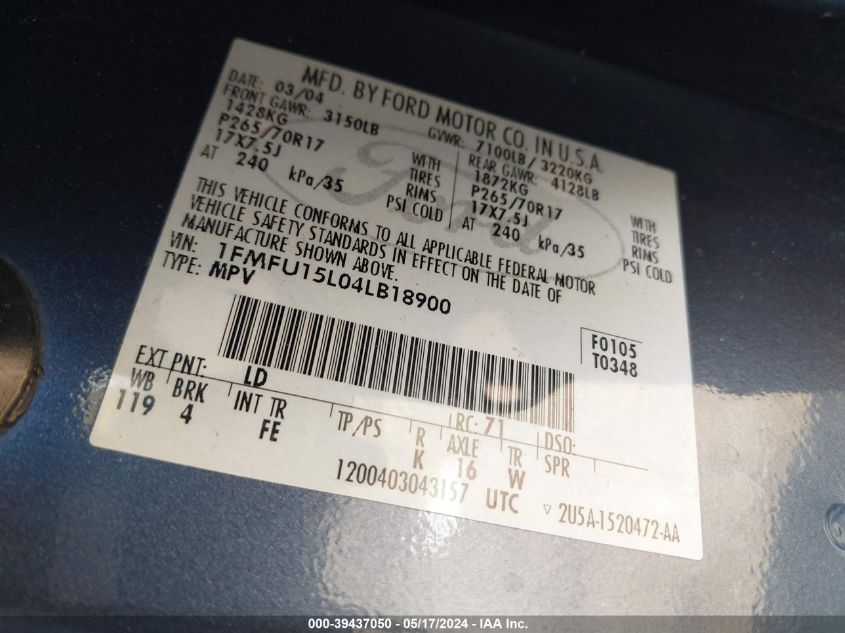 MFD. BY FORD MOTOR CO. IN U.S.A.
DATE: 03/04 GVWR: 7100LB / 3220KG
FRONT GAWR: 3150LB REAR GAWR: 4128LB
1428KG WITH 1872KG WITH
P265/70R17 TIRES P265/70R17 TIRES
17X7.5J RIMS 17X7.5J RIMS
AT 240 kPa/35 PSI COLD AT 240 kPa/35 PSI COLD
Ford
THIS VEHICLE CONFORMS TO ALL APPLICABLE FEDERAL MOTOR
VEHICLE SAFETY STANDARDS IN EFFECT ON THE DATE OF
MANUFACTURE SHOWN ABOVE.
VIN: 1FMFU15L04LB18900
TYPE: MPV
F0105
T0348
EXT PNT: LD RC: 71 DSO:
WB BRK INT TR TP/PS R AXLE TR SPR
119 4 FE K 16 W
1200403043157 UTC ▽ 2U5A-1520472-AA
000-39437050 - 05/17/2024 - IAA Inc.